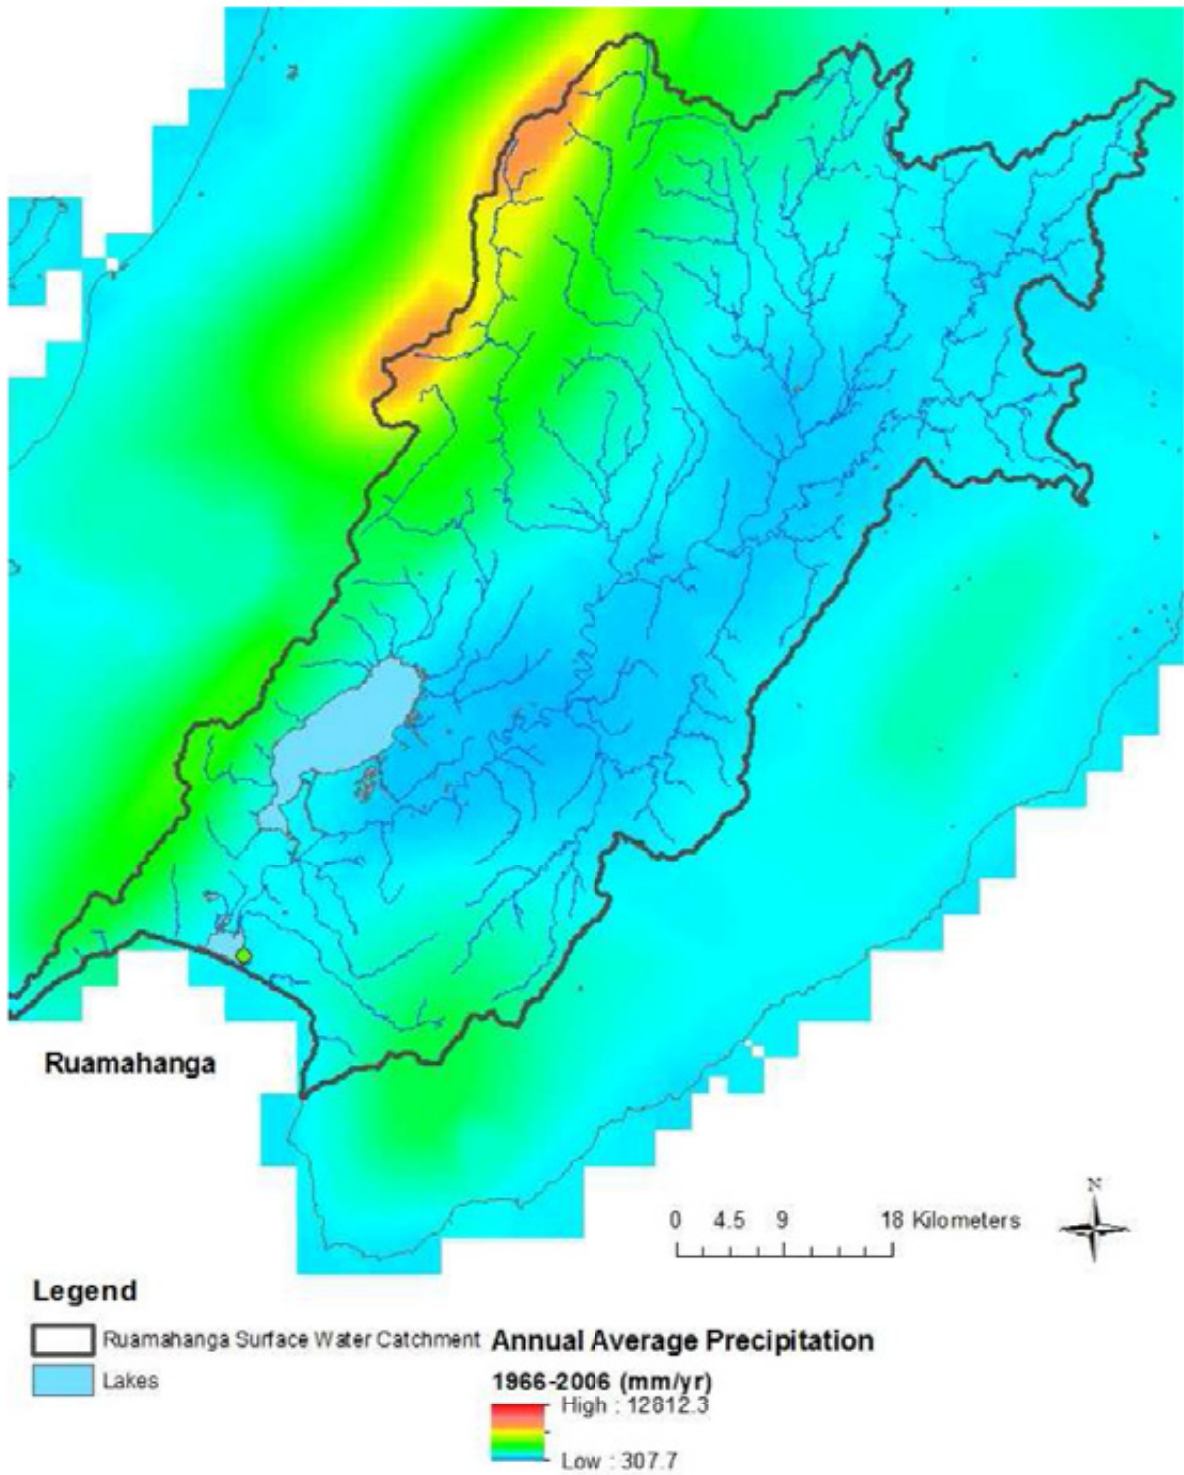 Ruamahanga
N
0 4.5 9 18 Kilometers
Legend
Ruamahanga Surface Water Catchment
Lakes
Annual Average Precipitation
1966-2006 (mm/yr)
High : 12812.3
Low : 307.7